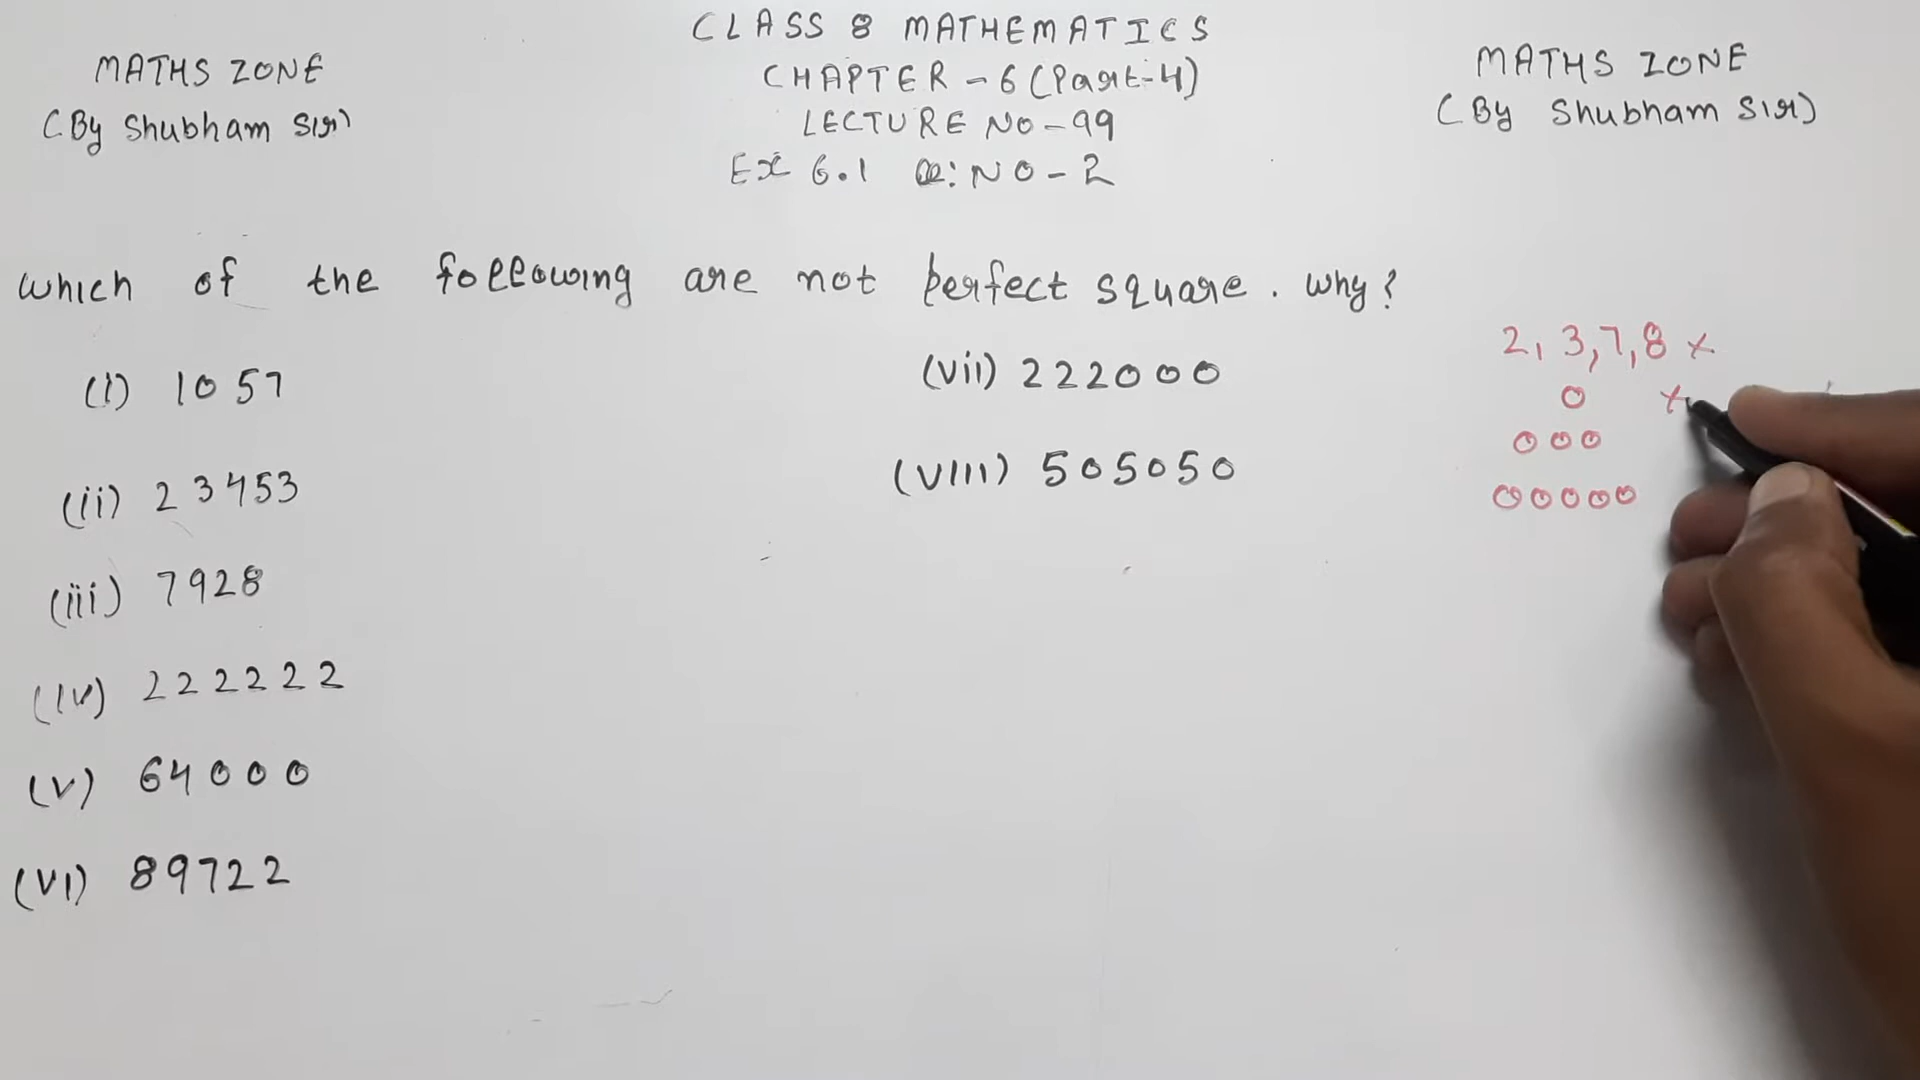 CLASS 8 MATHEMATICS
CHAPTER - 6 (Part-4)
LECTURE NO-99
Ex 6.1 Q:NO-2
MATHS ZONE
(By Shubham Sir)
MATHS ZONE
(By Shubham Sir)
Which of the following are not perfect square. Why?
(i) 1057
(ii) 23453
(iii) 7928
(iv) 222222
(v) 64000
(vi) 89722
(vii) 222000
(viii) 505050
2, 3,7,8 ×
0 ×
000
00000